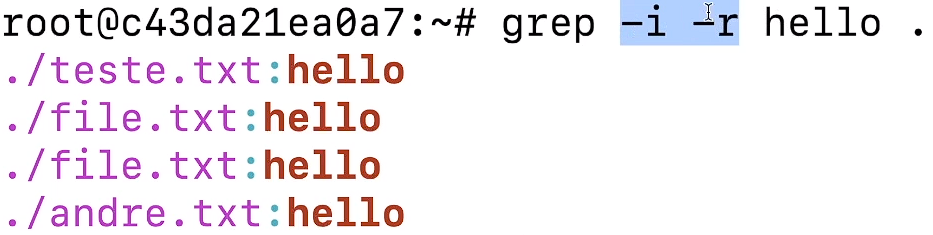 root@c43da21ea0a7:~# grep -i -r hello .
./teste.txt:hello
./file.txt:hello
./file.txt:hello
./andre.txt:hello